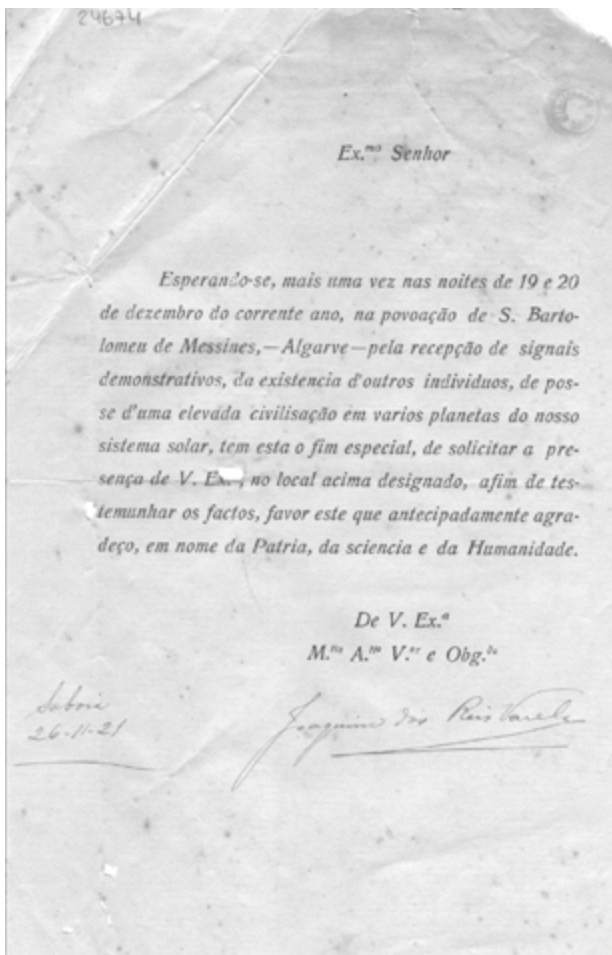 24674
Ex.mo Senhor
Esperando-se, mais uma vez nas noites de 19 e 20
de dezembro do corrente ano, na povoação de S. Barto-
lomeu de Messines,—Algarve—pela recepção de signais
demonstrativos, da existencia d'outros individuos, de pos-
se d'uma elevada civilisação em varios planetas do nosso
sistema solar, tem esta o fim especial, de solicitar a pre-
sença de V. Ex , no local acima designado, afim de tes-
temunhar os factos, favor este que antecipadamente agra-
deço, em nome da Patria, da sciencia e da Humanidade.
De V. Ex.a
M.to A.to V.or e Obg.do
Saboia
26-11-21
Joaquim dos Reis Varela